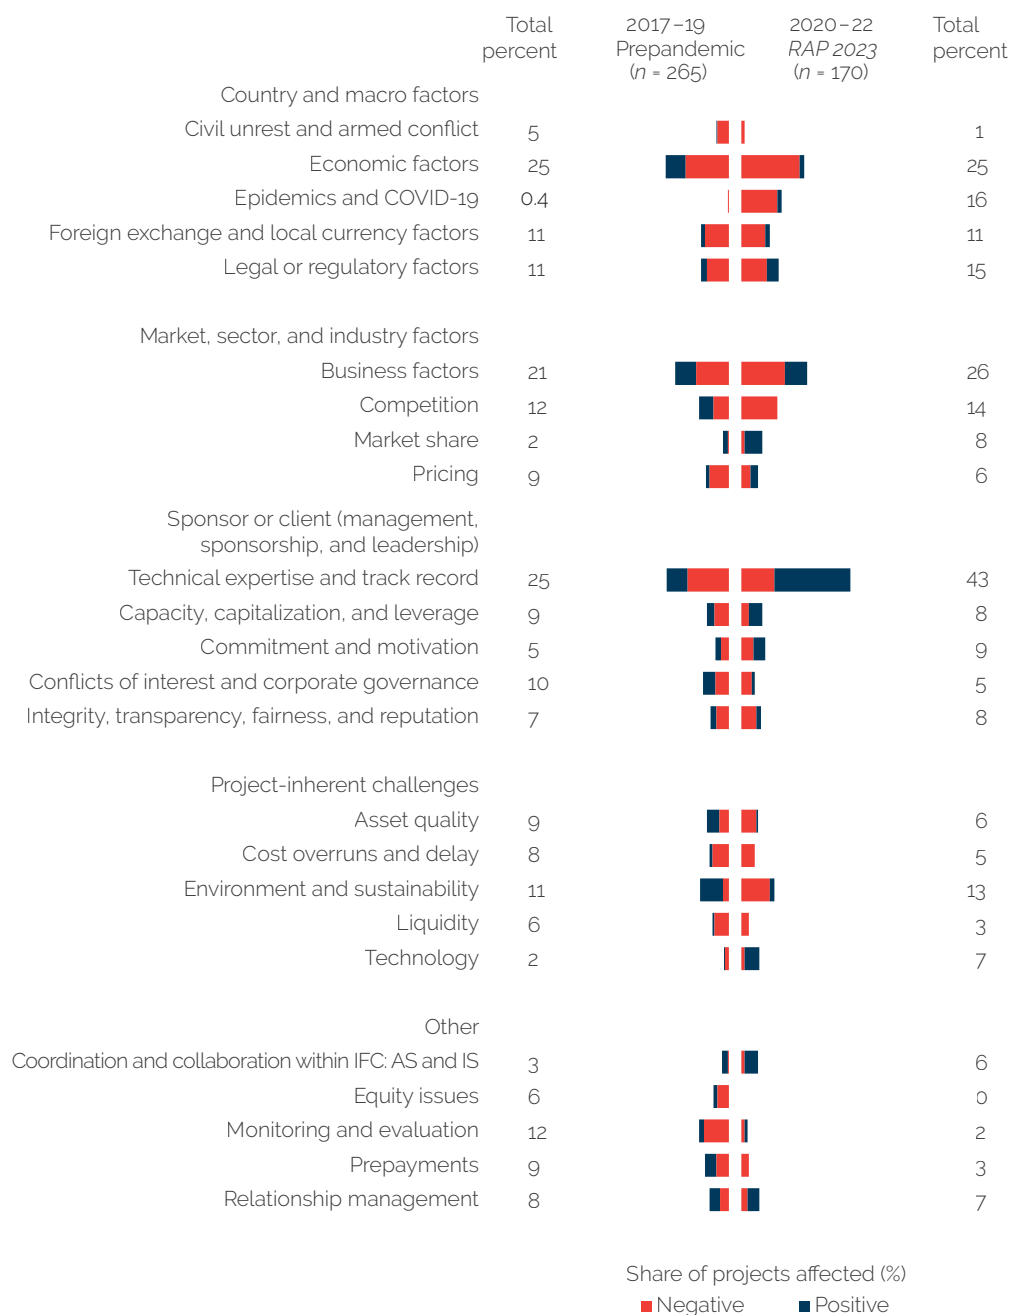 Total percent
2017–19 Prepandemic (n = 265)
2020–22 RAP 2023 (n = 170)
Total percent
Country and macro factors
Civil unrest and armed conflict 5 1
Economic factors 25 25
Epidemics and COVID-19 0.4 16
Foreign exchange and local currency factors 11 11
Legal or regulatory factors 11 15
Market, sector, and industry factors
Business factors 21 26
Competition 12 14
Market share 2 8
Pricing 9 6
Sponsor or client (management,
sponsorship, and leadership)
Technical expertise and track record 25 43
Capacity, capitalization, and leverage 9 8
Commitment and motivation 5 9
Conflicts of interest and corporate governance 10 5
Integrity, transparency, fairness, and reputation 7 8
Project-inherent challenges
Asset quality 9 6
Cost overruns and delay 8 5
Environment and sustainability 11 13
Liquidity 6 3
Technology 2 7
Other
Coordination and collaboration within IFC: AS and IS 3 6
Equity issues 6 0
Monitoring and evaluation 12 2
Prepayments 9 3
Relationship management 8 7
Share of projects affected (%)
Negative Positive